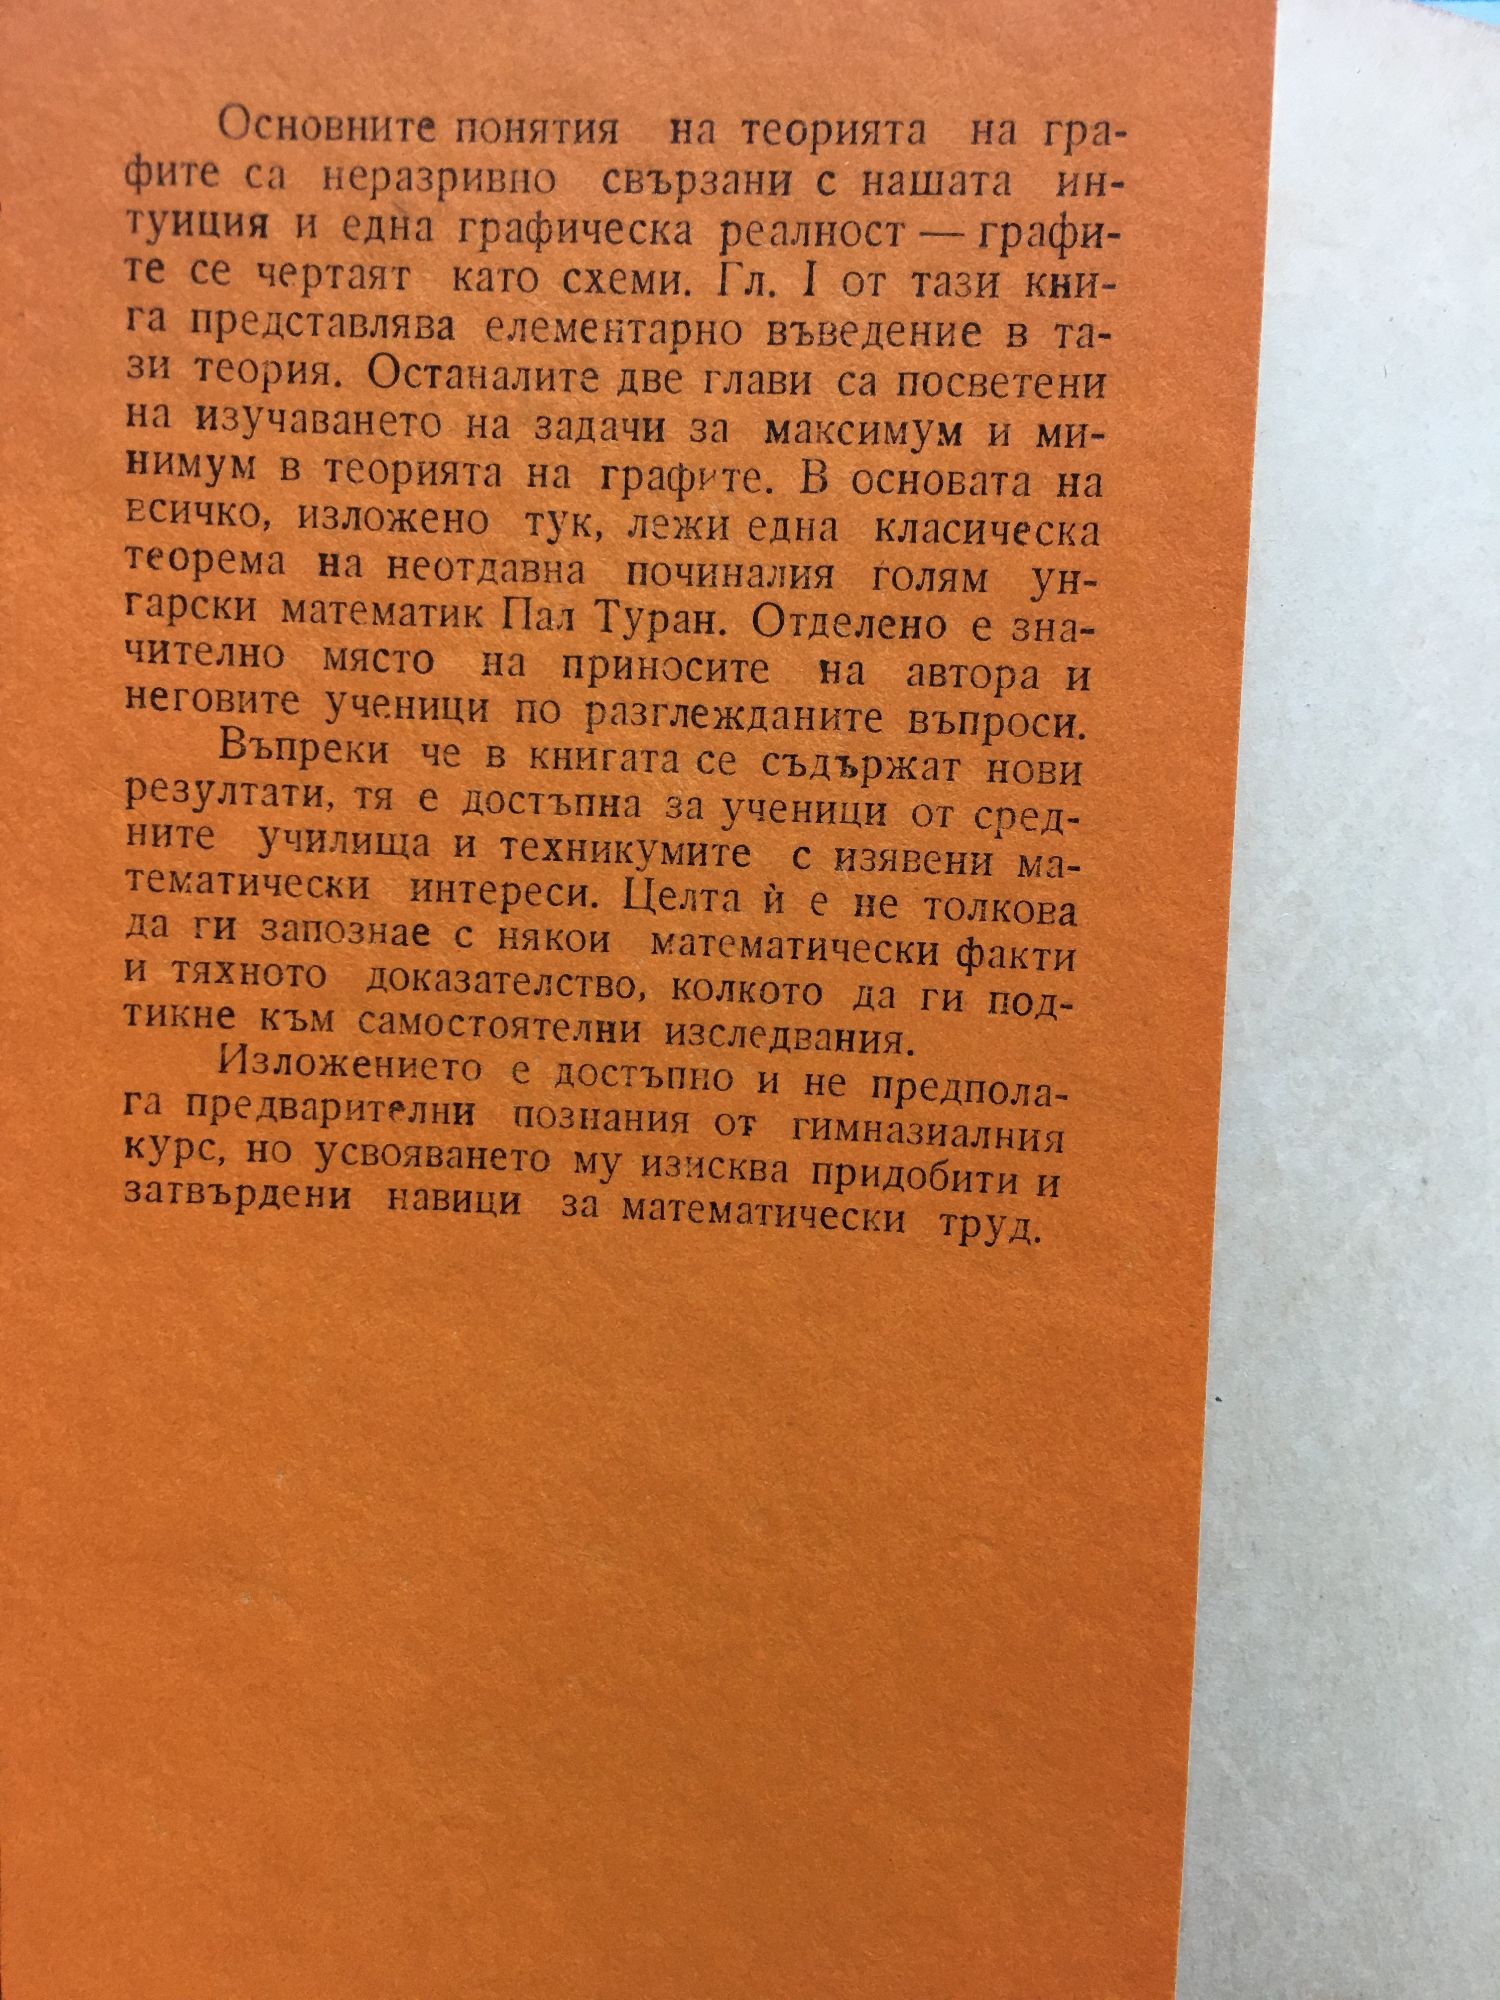 Основните понятия на теорията на гра-
фите са неразривно свързани с нашата ин-
туиция и една графическа реалност — графи-
те се чертаят като схеми. Гл. I от тази кни-
га представлява елементарно въведение в та-
зи теория. Останалите две глави са посветени
на изучаването на задачи за максимум и ми-
нимум в теорията на графите. В основата на
всичко, изложено тук, лежи една класическа
теорема на неотдавна починалия голям ун-
гарски математик Пал Туран. Отделено е зна-
чително място на приносите на автора и
неговите ученици по разглежданите въпроси.
Въпреки че в книгата се съдържат нови
резултати, тя е достъпна за ученици от сред-
ните училища и техникумите с изявени ма-
тематически интереси. Целта ѝ е не толкова
да ги запознае с някои математически факти
и тяхното доказателство, колкото да ги под-
тикне към самостоятелни изследвания.
Изложението е достъпно и не предпола-
га предварителни познания от гимназиалния
курс, но усвояването му изисква придобити и
затвърдени навици за математически труд.